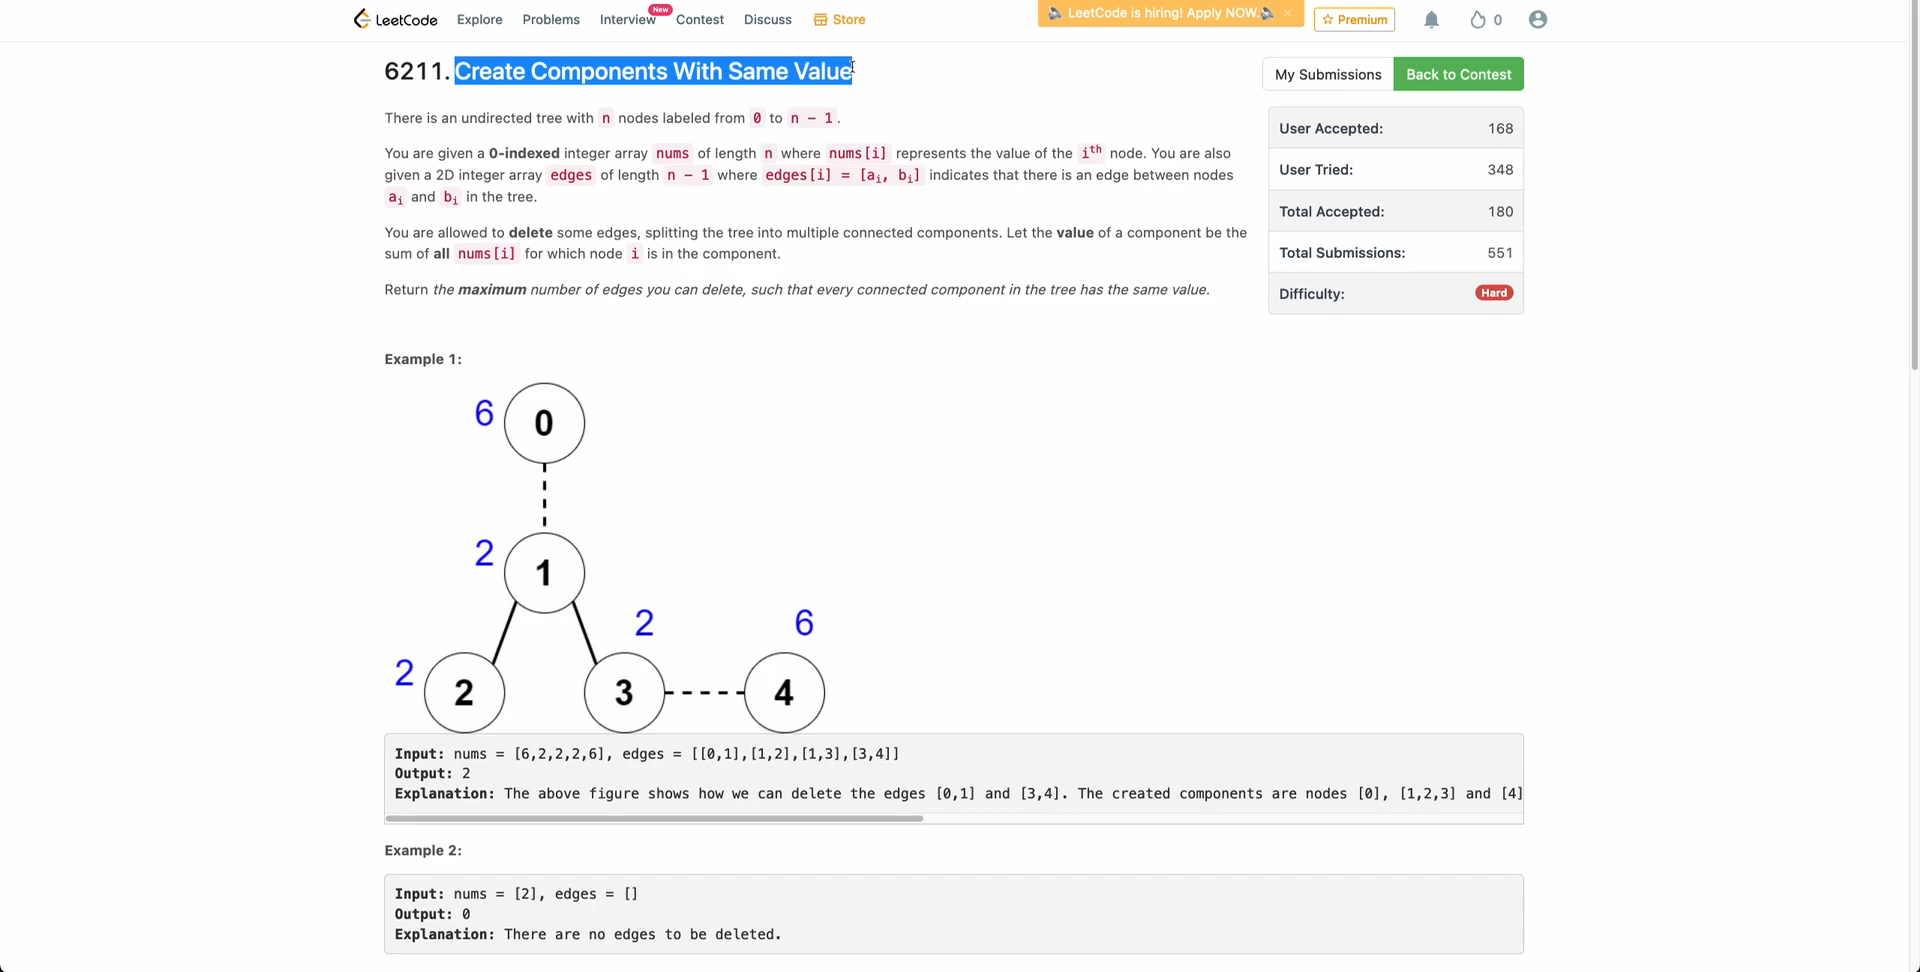 LeetCode Explore Problems Interview New Contest Discuss Store LeetCode is hiring! Apply NOW. × Premium 0
6211. Create Components With Same Value
My Submissions Back to Contest
There is an undirected tree with n nodes labeled from 0 to n - 1.
You are given a 0-indexed integer array nums of length n where nums[i] represents the value of the ith node. You are also
given a 2D integer array edges of length n - 1 where edges[i] = [ai, bi] indicates that there is an edge between nodes
ai and bi in the tree.
You are allowed to delete some edges, splitting the tree into multiple connected components. Let the value of a component be the
sum of all nums[i] for which node i is in the component.
Return the maximum number of edges you can delete, such that every connected component in the tree has the same value.
User Accepted: 168
User Tried: 348
Total Accepted: 180
Total Submissions: 551
Difficulty: Hard
Example 1:
6 0
2 1
2 6
2 2 3 4
Input: nums = [6,2,2,2,6], edges = [[0,1],[1,2],[1,3],[3,4]]
Output: 2
Explanation: The above figure shows how we can delete the edges [0,1] and [3,4]. The created components are nodes [0], [1,2,3] and [4]
Example 2:
Input: nums = [2], edges = []
Output: 0
Explanation: There are no edges to be deleted.